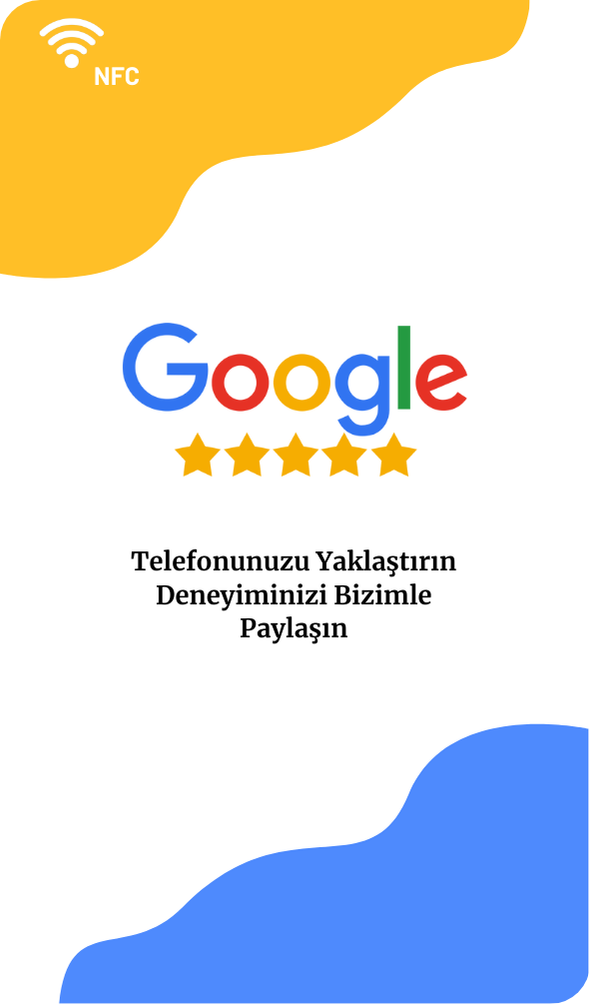 NFC
Google
Telefonunuzu Yaklaştırın
Deneyiminizi Bizimle
Paylaşın